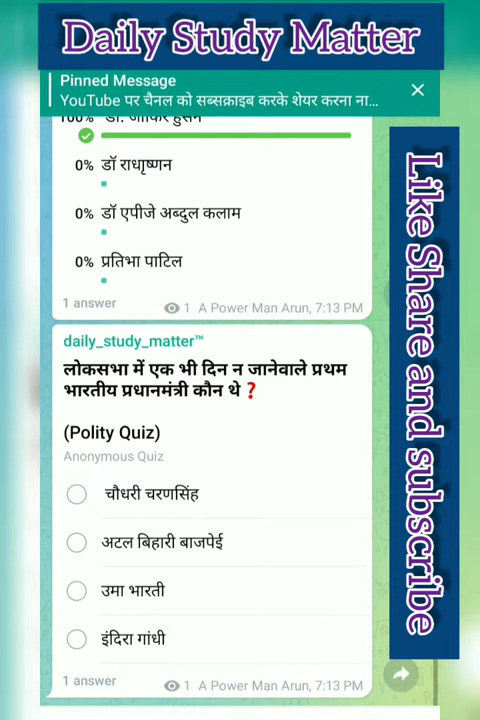 Daily Study Matter
Pinned Message
YouTube पर चैनल को सब्सक्राइब करके शेयर करना ना...
100% डॉ. जाकिर हुसैन
0% डॉ राधाृष्णन
0% डॉ एपीजे अब्दुल कलाम
0% प्रतिभा पाटिल
1 answer
1 A Power Man Arun, 7:13 PM
daily_study_matter™
लोकसभा में एक भी दिन न जानेवाले प्रथम
भारतीय प्रधानमंत्री कौन थे ❓
(Polity Quiz)
Anonymous Quiz
चौधरी चरणसिंह
अटल बिहारी बाजपेई
उमा भारती
इंदिरा गांधी
1 answer
1 A Power Man Arun, 7:13 PM
Like Share and subscribe